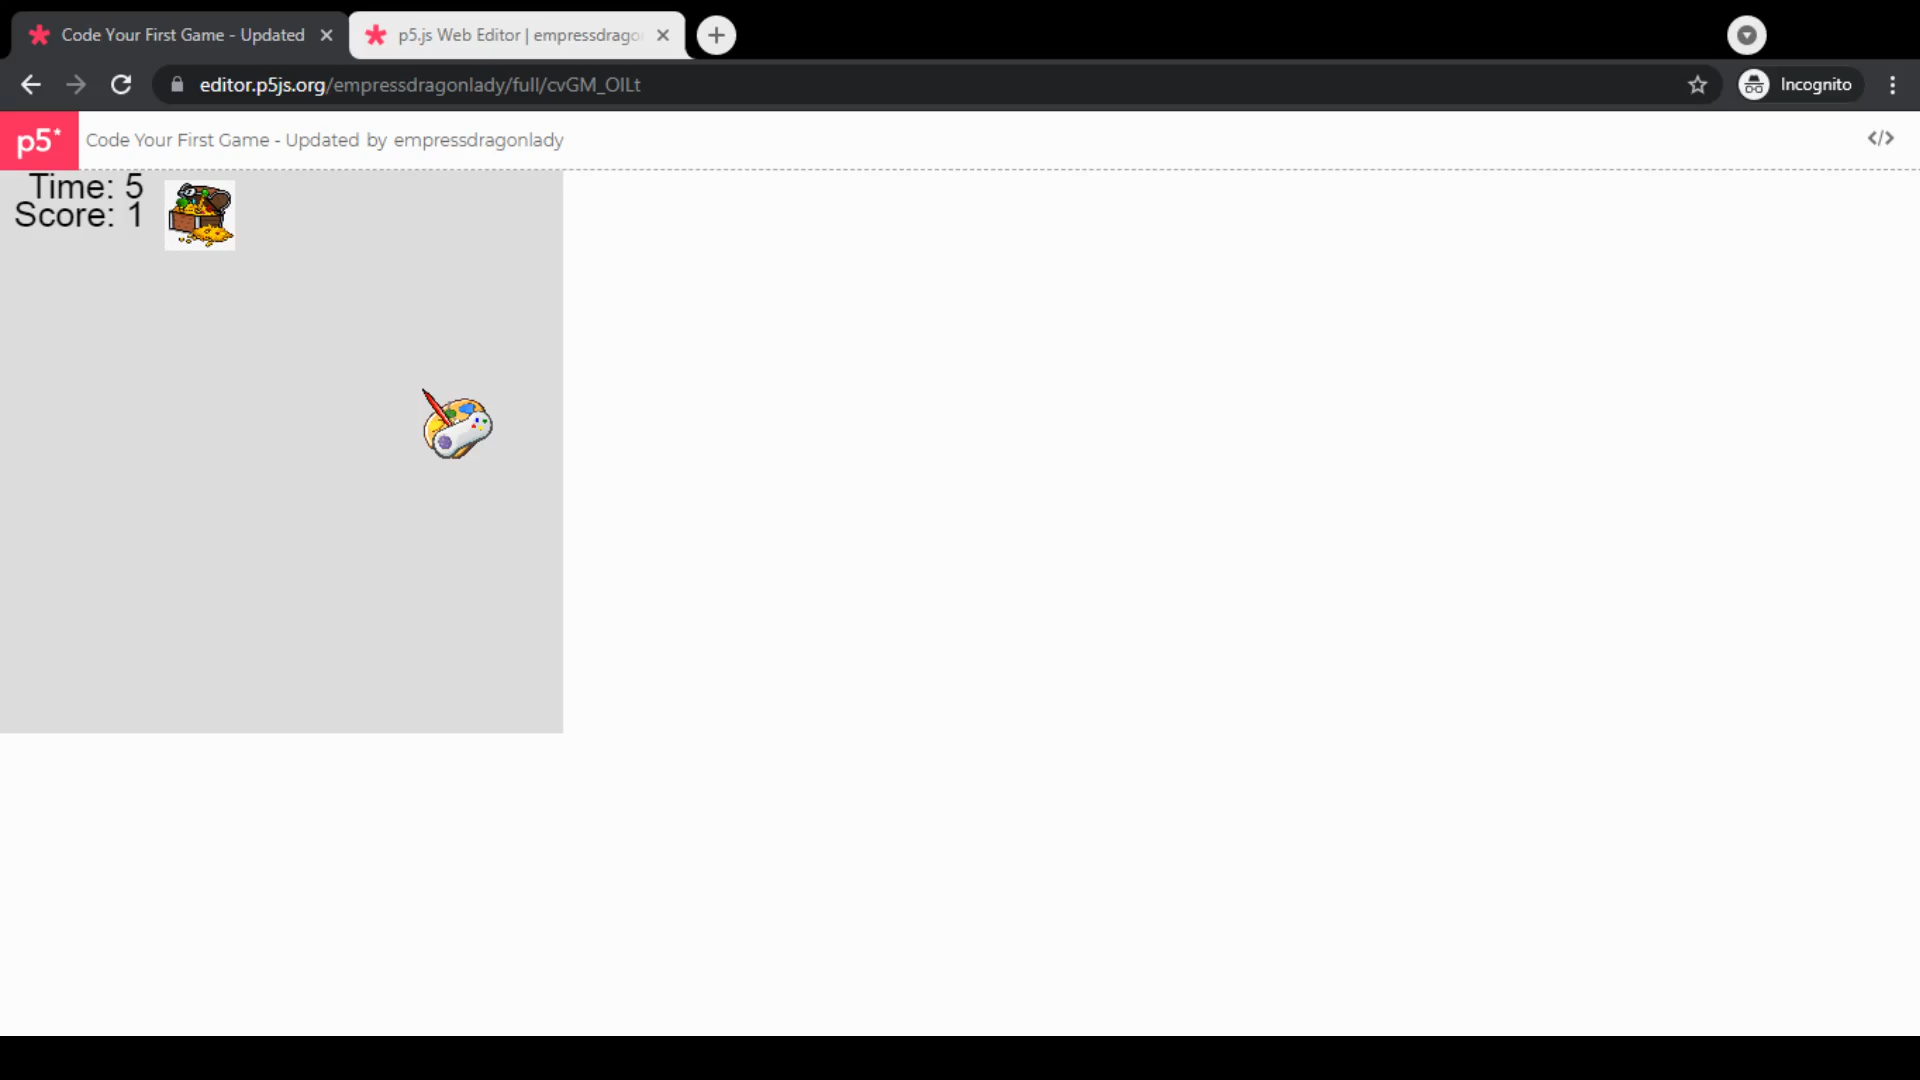 Code Your First Game - Updated
p5.js Web Editor | empressdrago
editor.p5js.org/empressdragonlady/full/cvGM_OILt
Incognito
p5*
Code Your First Game - Updated by empressdragonlady
</>
Time: 5
Score: 1